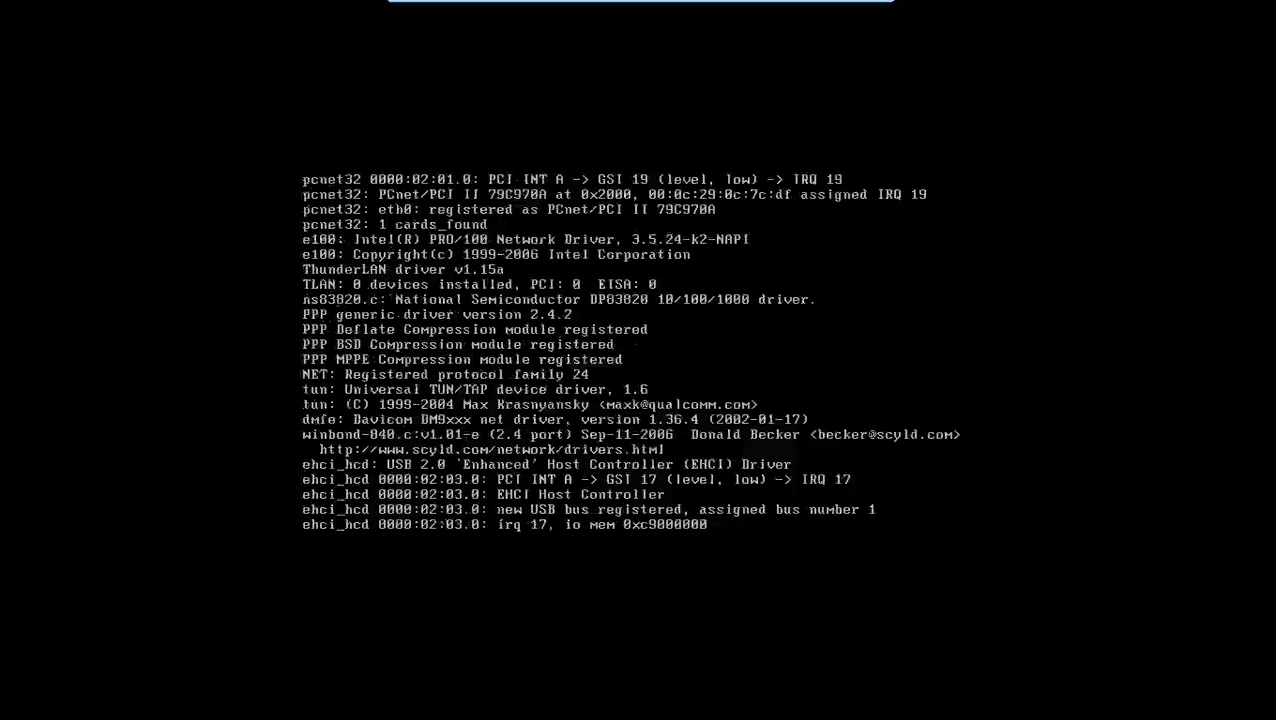 pcnet32 0000:02:01.0: PCI INT A -> GSI 19 (level, low) -> IRQ 19
pcnet32: PCnet/PCI II 79C970A at 0x2000, 00:0c:29:0c:7c:df assigned IRQ 19
pcnet32: eth0: registered as PCnet/PCI II 79C970A
pcnet32: 1 cards_found
e100: Intel(R) PRO/100 Network Driver, 3.5.24-k2-NAPI
e100: Copyright(c) 1999-2006 Intel Corporation
ThunderLAN driver v1.15a
TLAN: 0 devices installed, PCI: 0  EISA: 0
ns83820.c: National Semiconductor DP83820 10/100/1000 driver.
PPP generic driver version 2.4.2
PPP Deflate Compression module registered
PPP BSD Compression module registered
PPP MPPE Compression module registered
NET: Registered protocol family 24
tun: Universal TUN/TAP device driver, 1.6
tun: (C) 1999-2004 Max Krasnyansky <maxk@qualcomm.com>
dmfe: Davicom DM9xxx net driver, version 1.36.4 (2002-01-17)
winbond-840.c:v1.01-e (2.4 port) Sep-11-2006  Donald Becker <becker@scyld.com>
  http://www.scyld.com/network/drivers.html
ehci_hcd: USB 2.0 'Enhanced' Host Controller (EHCI) Driver
ehci_hcd 0000:02:03.0: PCI INT A -> GSI 17 (level, low) -> IRQ 17
ehci_hcd 0000:02:03.0: EHCI Host Controller
ehci_hcd 0000:02:03.0: new USB bus registered, assigned bus number 1
ehci_hcd 0000:02:03.0: irq 17, io mem 0xc9000000